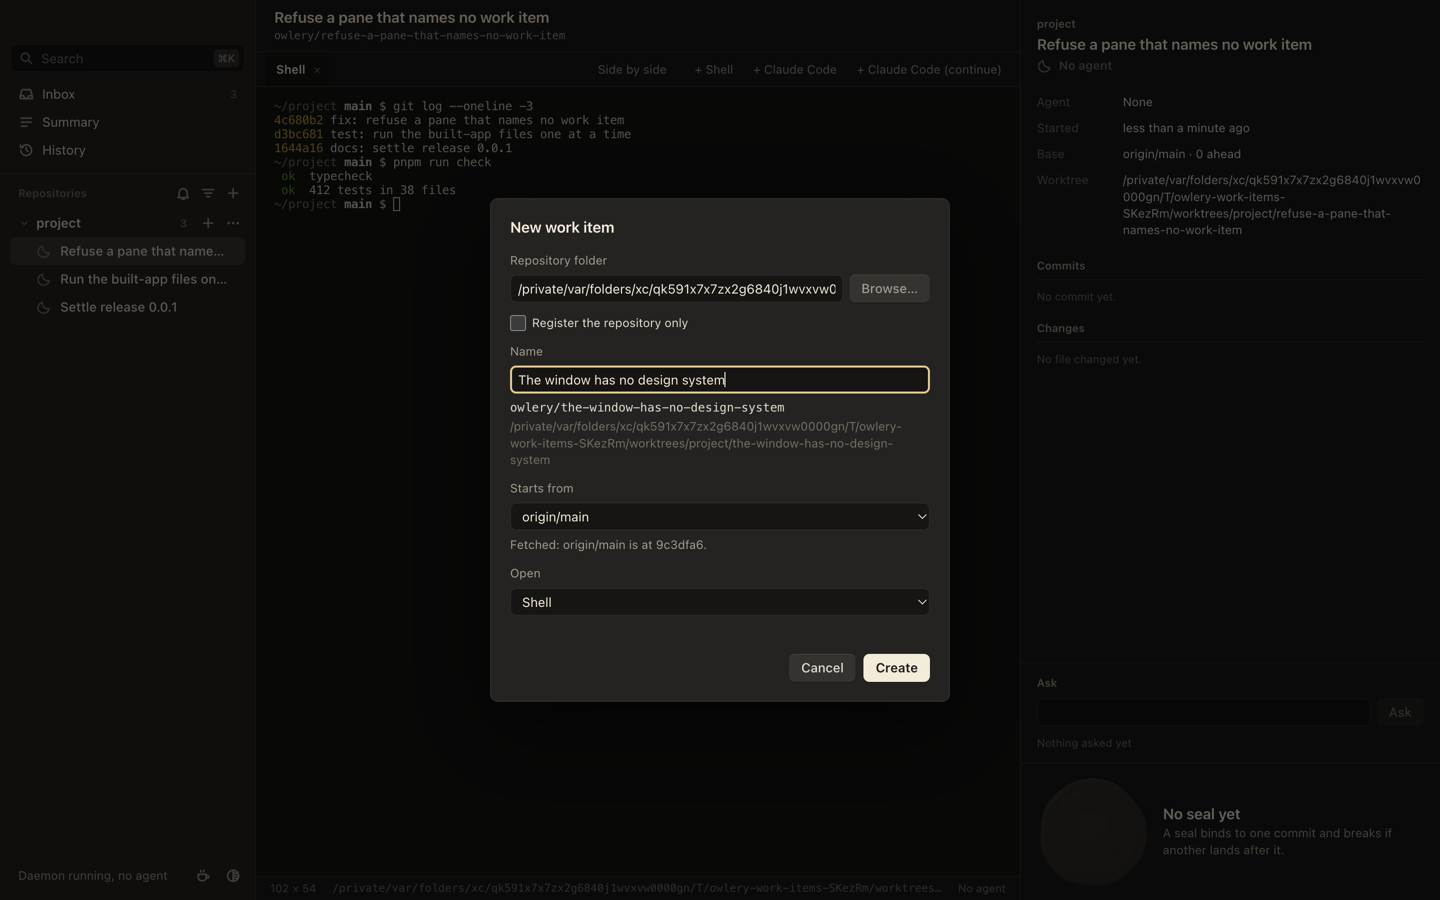 Search ⌘K
Inbox 3
Summary
History
Repositories
project 3
Refuse a pane that name...
Run the built-app files on...
Settle release 0.0.1
Daemon running, no agent
Refuse a pane that names no work item
owlery/refuse-a-pane-that-names-no-work-item
Shell × Side by side + Shell + Claude Code + Claude Code (continue)
~/project main $ git log --oneline -3
4c680b2 fix: refuse a pane that names no work item
d3bc681 test: run the built-app files one at a time
1644a16 docs: settle release 0.0.1
~/project main $ pnpm run check
ok typecheck
ok 412 tests in 38 files
~/project main $
New work item
Repository folder
/private/var/folders/xc/qk591x7x7zx2g6840j1wvxvw0 Browse...
Register the repository only
Name
The window has no design system
owlery/the-window-has-no-design-system
/private/var/folders/xc/qk591x7x7zx2g6840j1wvxvw0000gn/T/owlery-
work-items-SKezRm/worktrees/project/the-window-has-no-design-
system
Starts from
origin/main
Fetched: origin/main is at 9c3dfa6.
Open
Shell
Cancel Create
102 × 54 /private/var/folders/xc/qk591x7x7zx2g6840j1wvxvw0000gn/T/owlery-work-items-SKezRm/worktrees… No agent
project
Refuse a pane that names no work item
No agent
Agent None
Started less than a minute ago
Base origin/main · 0 ahead
Worktree /private/var/folders/xc/qk591x7x7zx2g6840j1wvxvw0
000gn/T/owlery-work-items-
SKezRm/worktrees/project/refuse-a-pane-that-
names-no-work-item
Commits
No commit yet.
Changes
No file changed yet.
Ask
Ask
Nothing asked yet
No seal yet
A seal binds to one commit and breaks if
another lands after it.